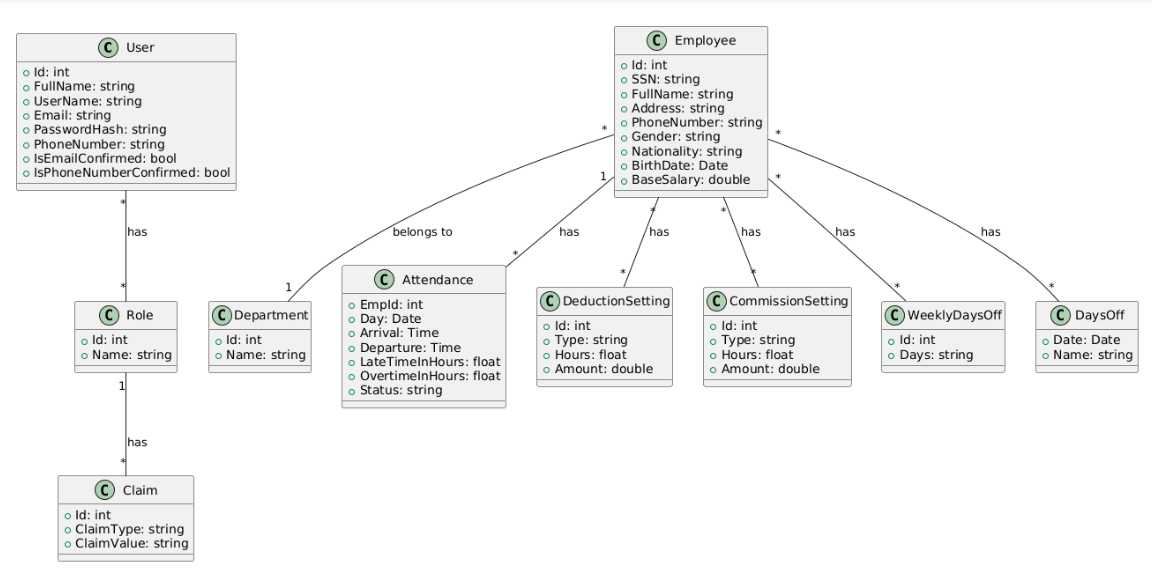 C User
Id: int
FullName: string
UserName: string
Email: string
PasswordHash: string
PhoneNumber: string
IsEmailConfirmed: bool
IsPhoneNumberConfirmed: bool
C Employee
Id: int
SSN: string
FullName: string
Address: string
PhoneNumber: string
Gender: string
Nationality: string
BirthDate: Date
BaseSalary: double
*
has
*
*
belongs to
1
1
has
*
*
has
*
*
has
*
*
has
*
*
has
*
C Role
Id: int
Name: string
C Department
Id: int
Name: string
C Attendance
EmpId: int
Day: Date
Arrival: Time
Departure: Time
LateTimeInHours: float
OvertimeInHours: float
Status: string
C DeductionSetting
Id: int
Type: string
Hours: float
Amount: double
C CommissionSetting
Id: int
Type: string
Hours: float
Amount: double
C WeeklyDaysOff
Id: int
Days: string
C DaysOff
Date: Date
Name: string
1
has
*
C Claim
Id: int
ClaimType: string
ClaimValue: string